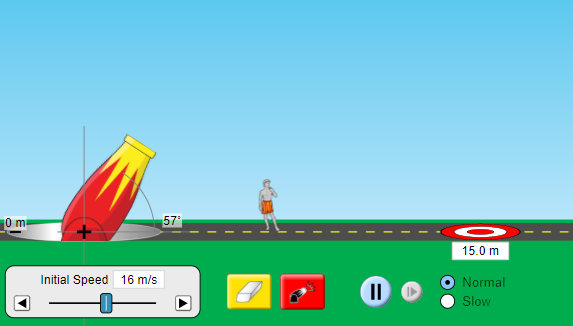 57°
0 m
15.0 m
Initial Speed 16 m/s
Normal
Slow